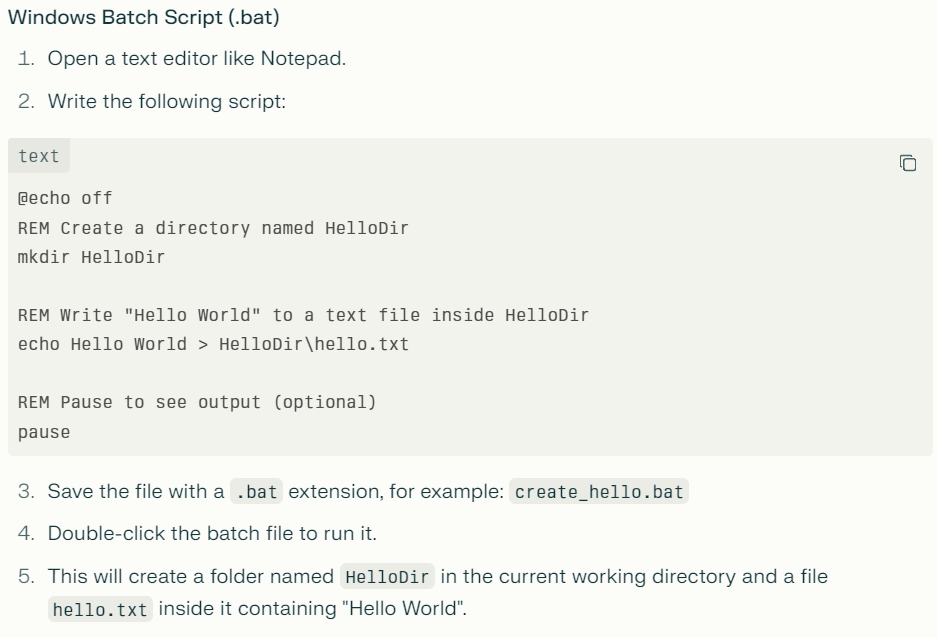 Windows Batch Script (.bat)
1. Open a text editor like Notepad.
2. Write the following script:
text
@echo off
REM Create a directory named HelloDir
mkdir HelloDir
REM Write "Hello World" to a text file inside HelloDir
echo Hello World > HelloDir\hello.txt
REM Pause to see output (optional)
pause
3. Save the file with a .bat extension, for example: create_hello.bat
4. Double-click the batch file to run it.
5. This will create a folder named HelloDir in the current working directory and a file
hello.txt inside it containing "Hello World".